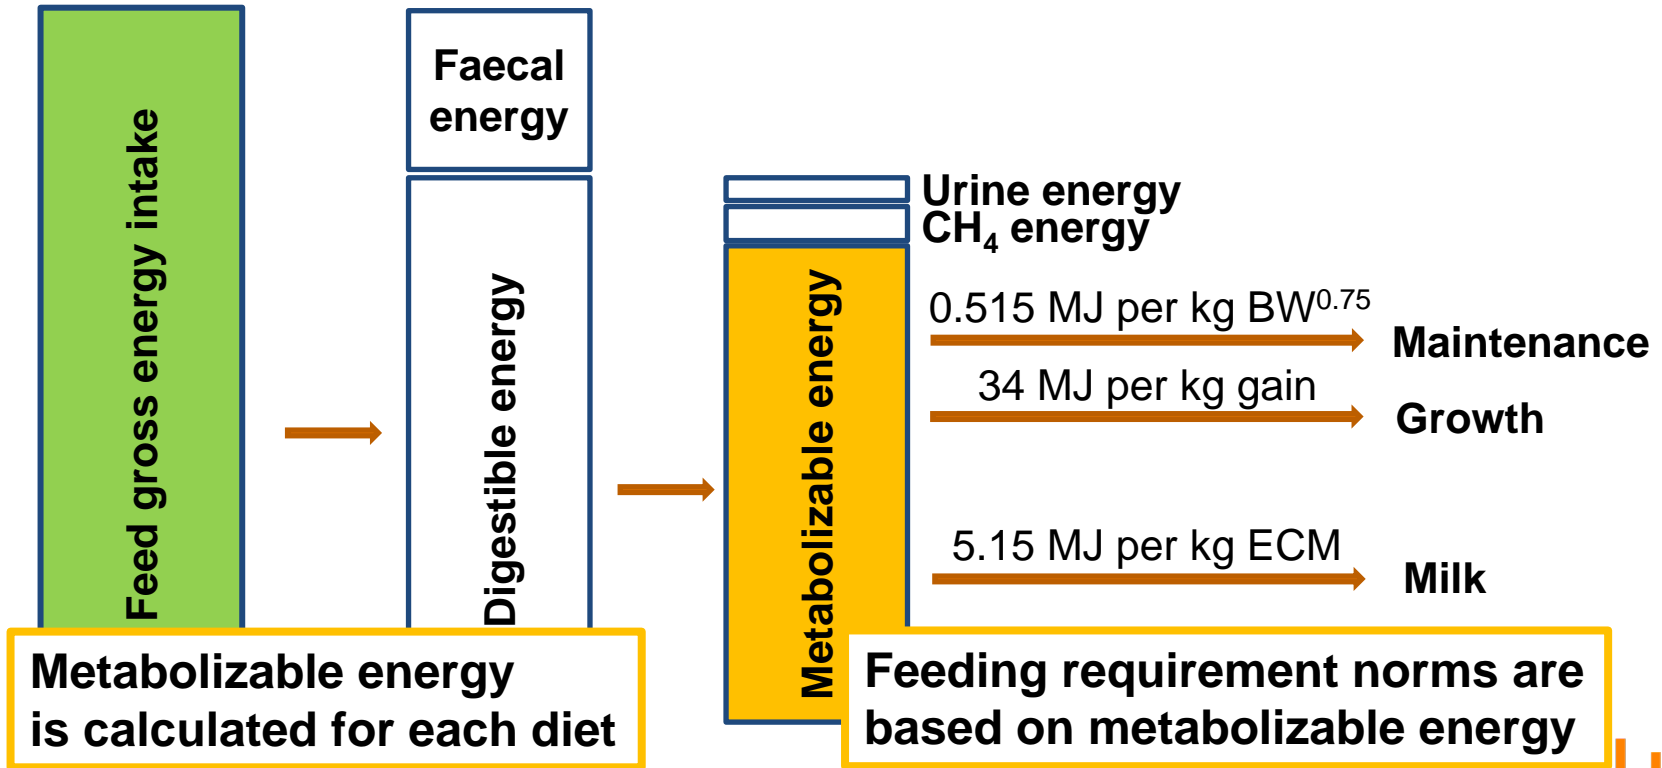 Feed gross energy intake
Faecal
energy
Digestible energy
Urine energy
CH₄ energy
Metabolizable energy
0.515 MJ per kg BW⁰·⁷⁵
Maintenance
34 MJ per kg gain
Growth
5.15 MJ per kg ECM
Milk
Metabolizable energy
is calculated for each diet
Feeding requirement norms are
based on metabolizable energy